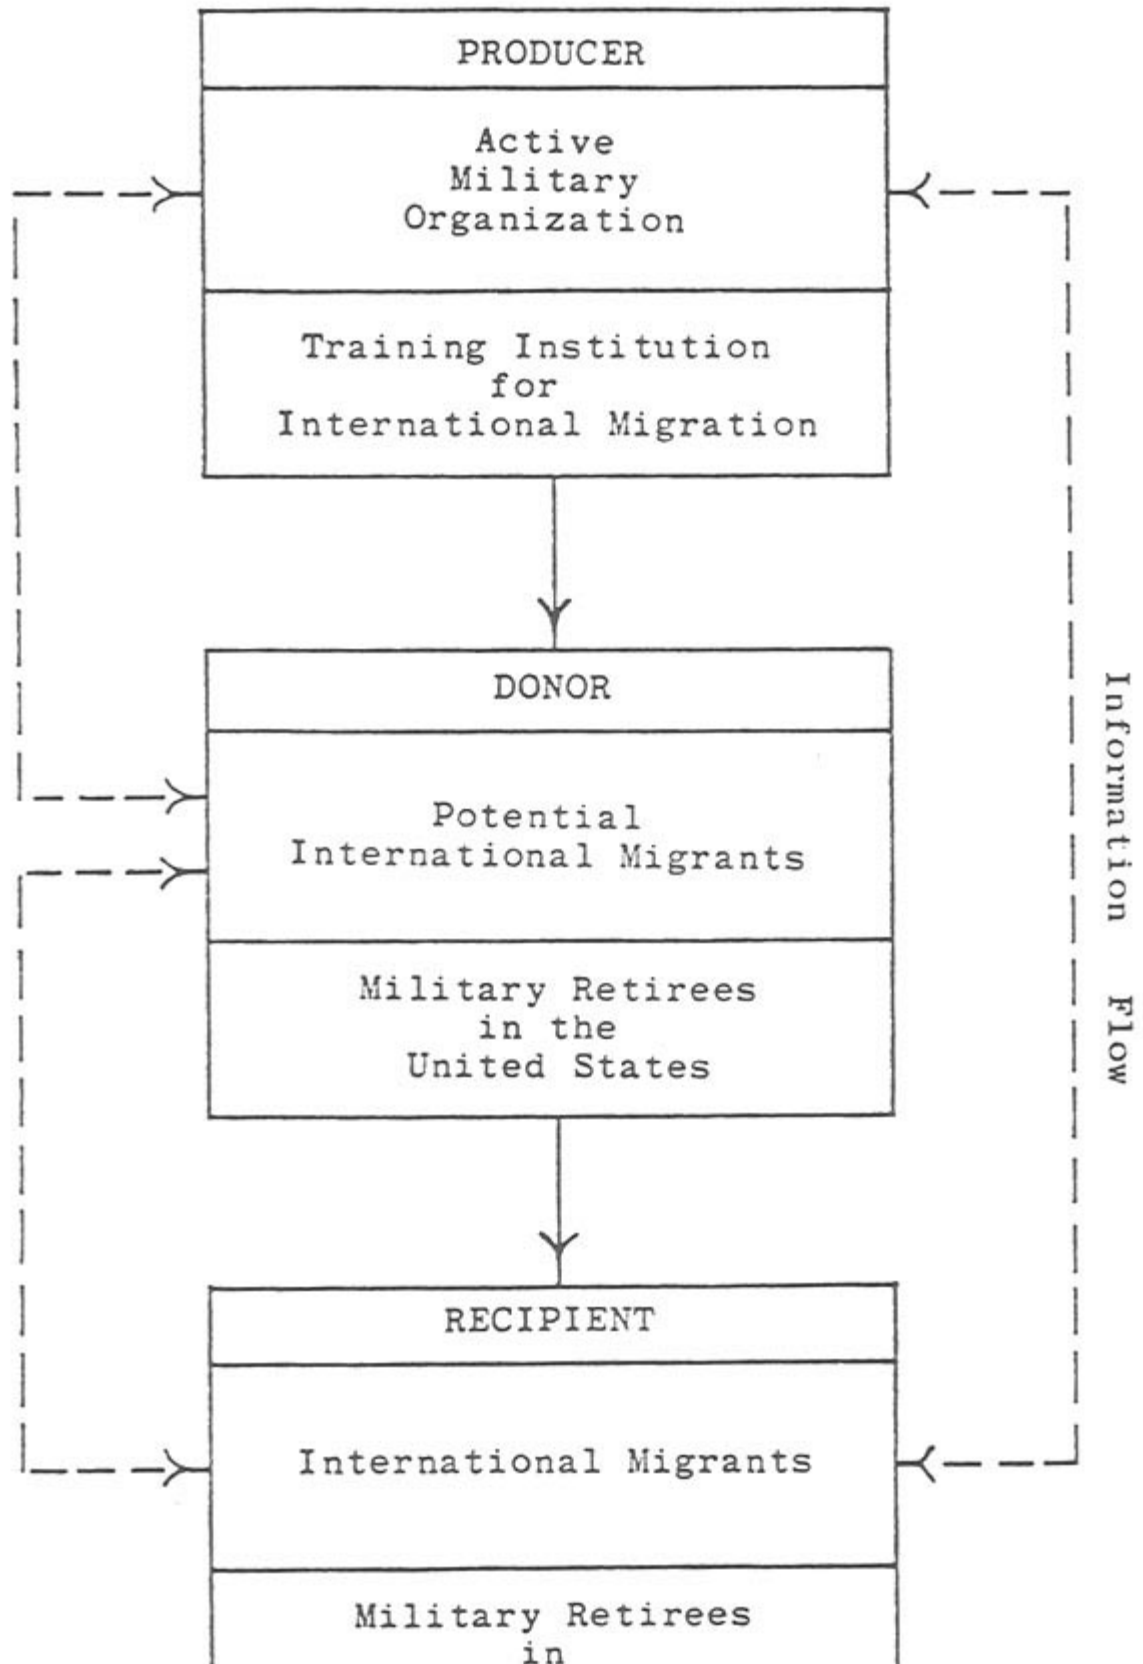 PRODUCER
Active
Military
Organization
Training Institution
for
International Migration
DONOR
Potential
International Migrants
Military Retirees
in the
United States
RECIPIENT
International Migrants
Military Retirees
in
Information Flow